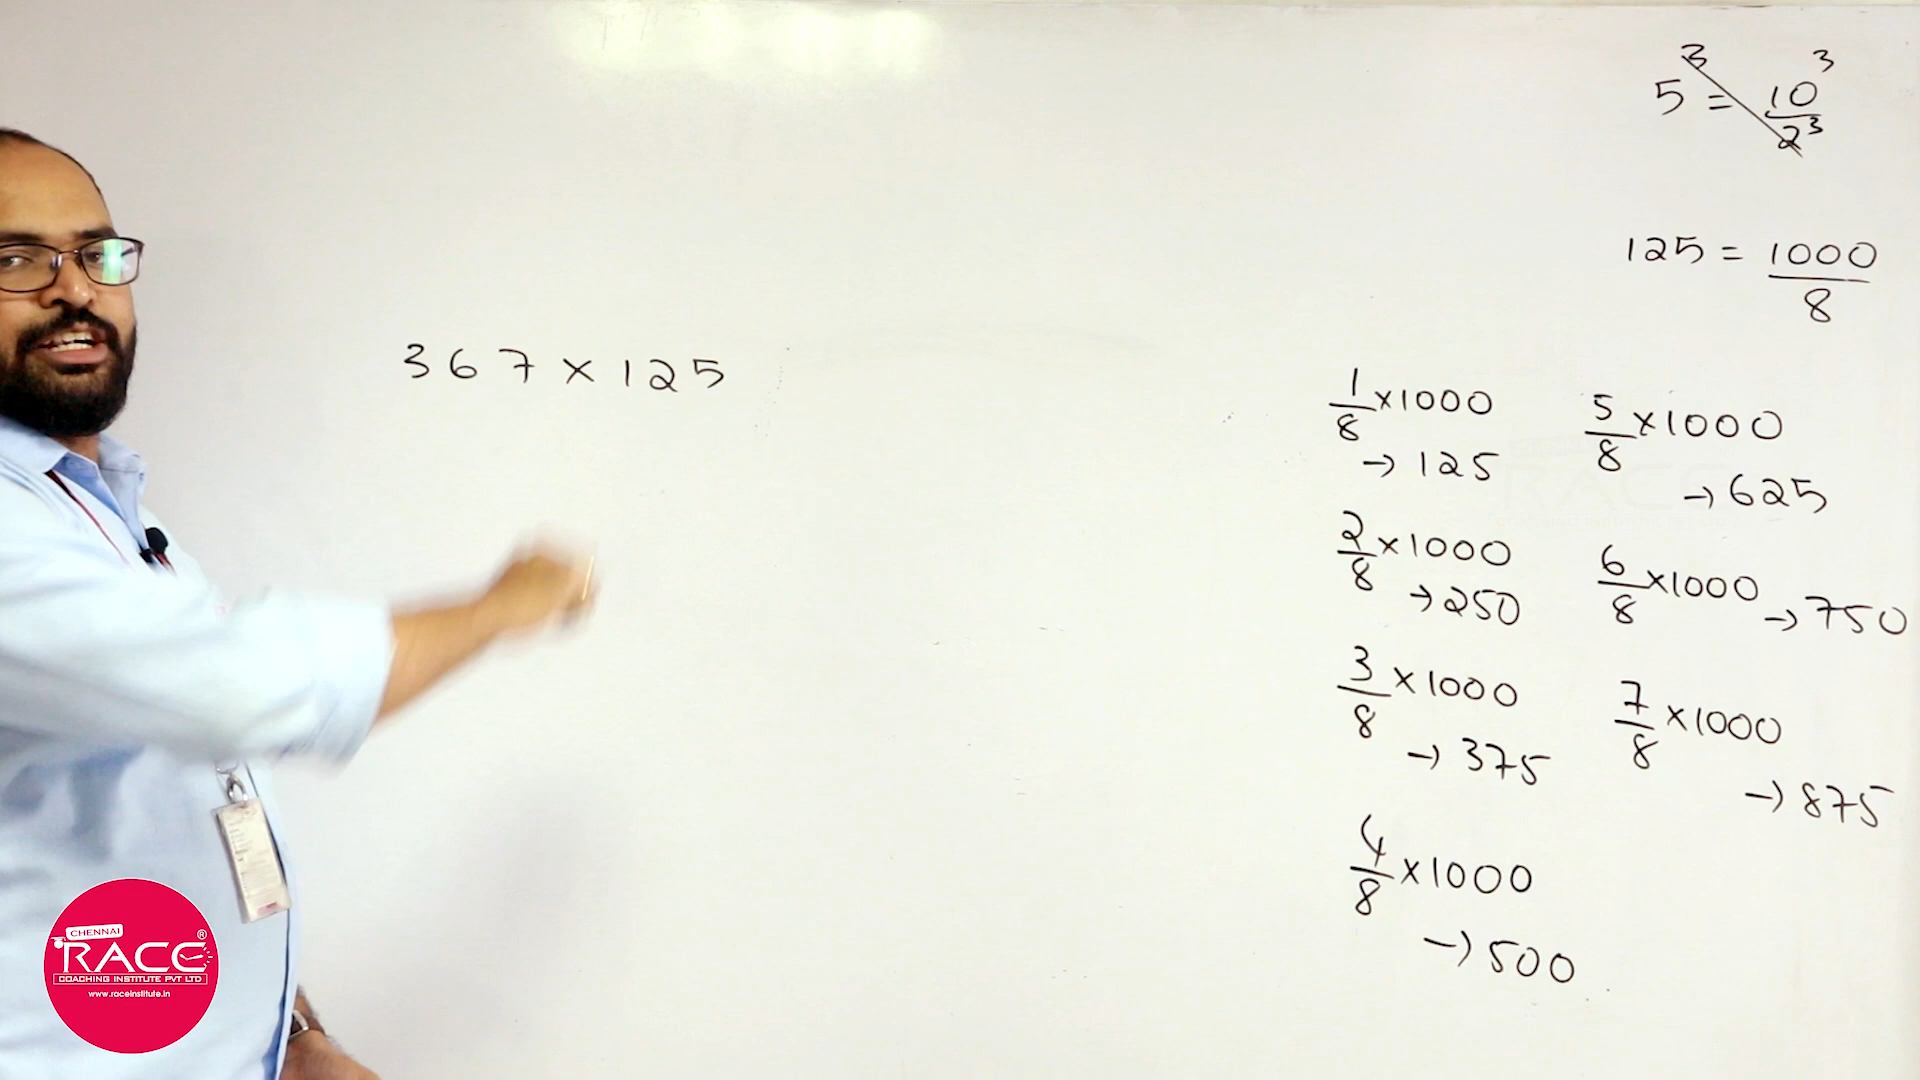 5³ = 10³/2³
125 = 1000/8
367 × 125
1/8 × 1000
→ 125
2/8 × 1000
→ 250
3/8 × 1000
→ 375
4/8 × 1000
→ 500
5/8 × 1000
→ 625
6/8 × 1000 → 750
7/8 × 1000
→ 875
CHENNAI
RACE®
COACHING INSTITUTE PVT LTD
www.raceinstitute.in